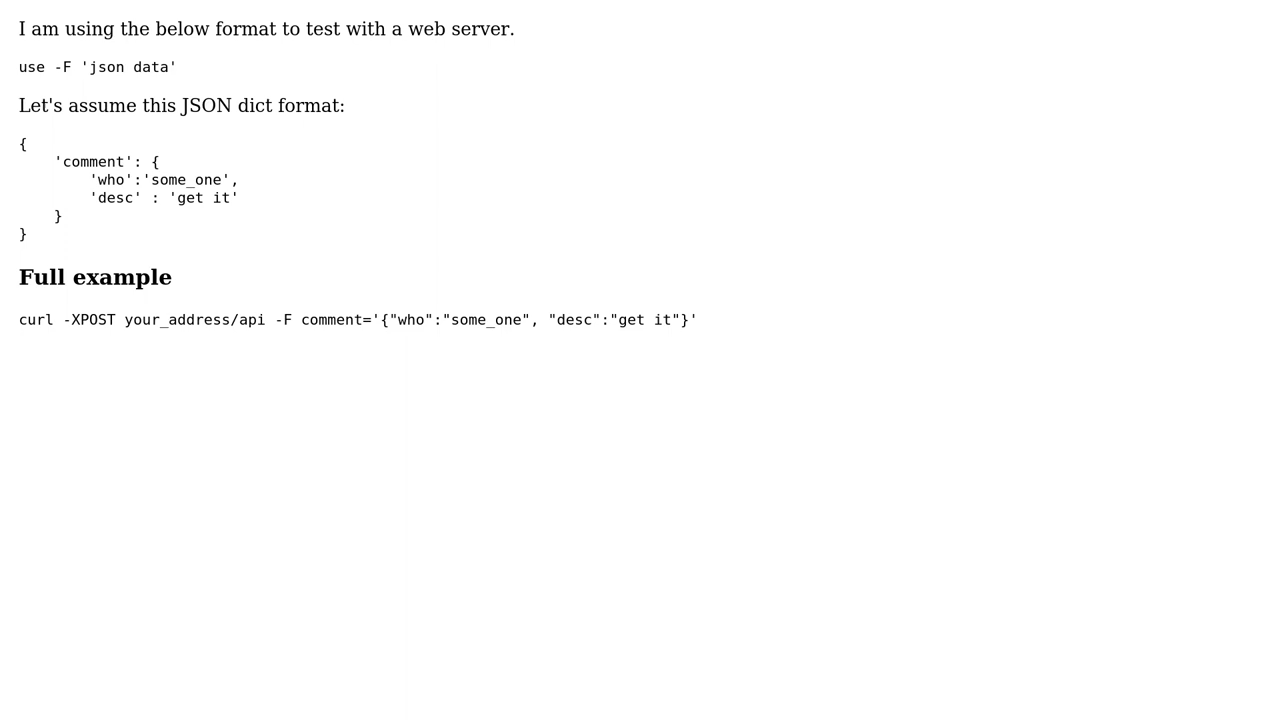 I am using the below format to test with a web server.
use -F 'json data'
Let's assume this JSON dict format:
{
    'comment': {
        'who':'some_one',
        'desc' : 'get it'
    }
}
Full example
curl -XPOST your_address/api -F comment='{"who":"some_one", "desc":"get it"}'